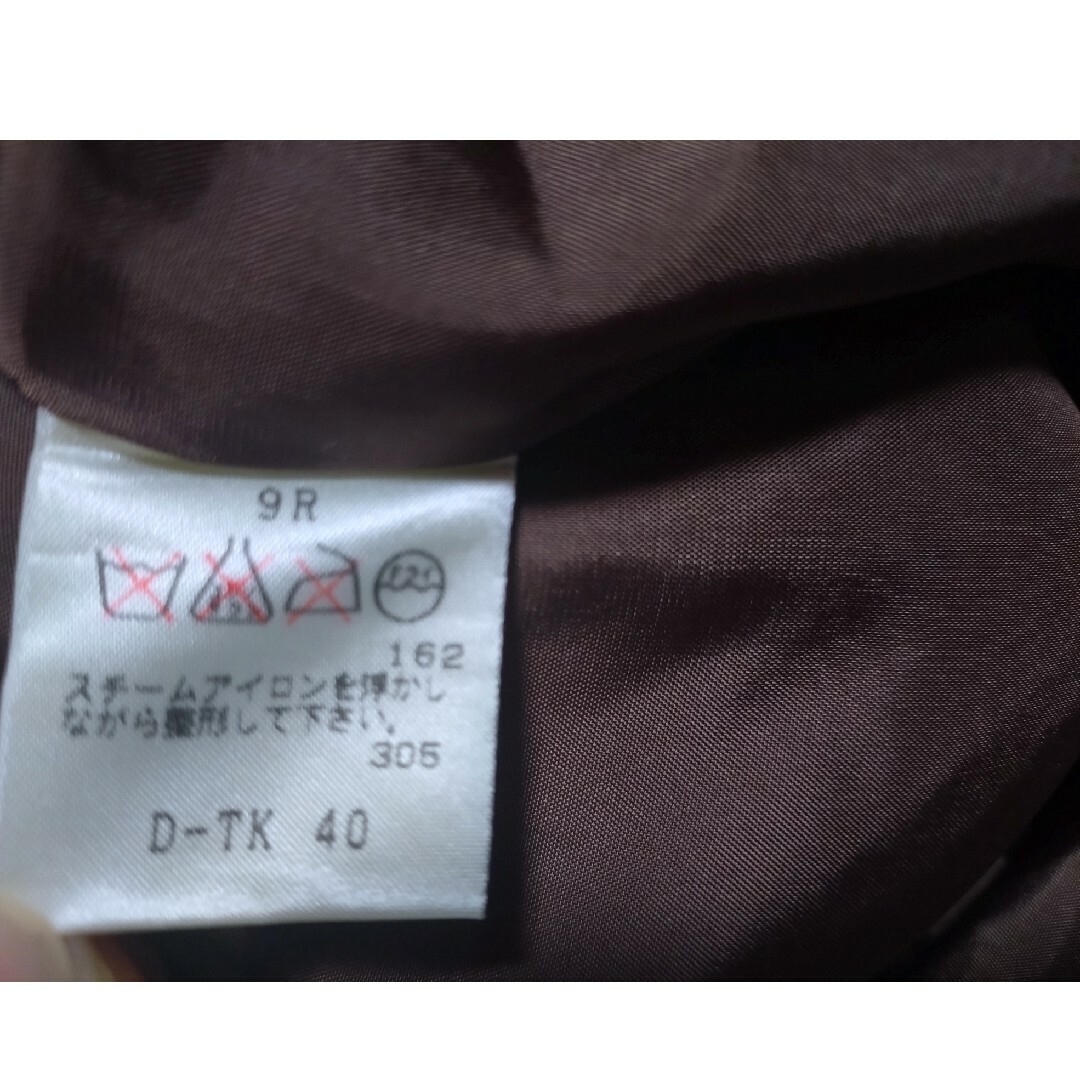 9R
162
スチームアイロンを浮かし
ながら整形して下さい。
305
D-TK 40